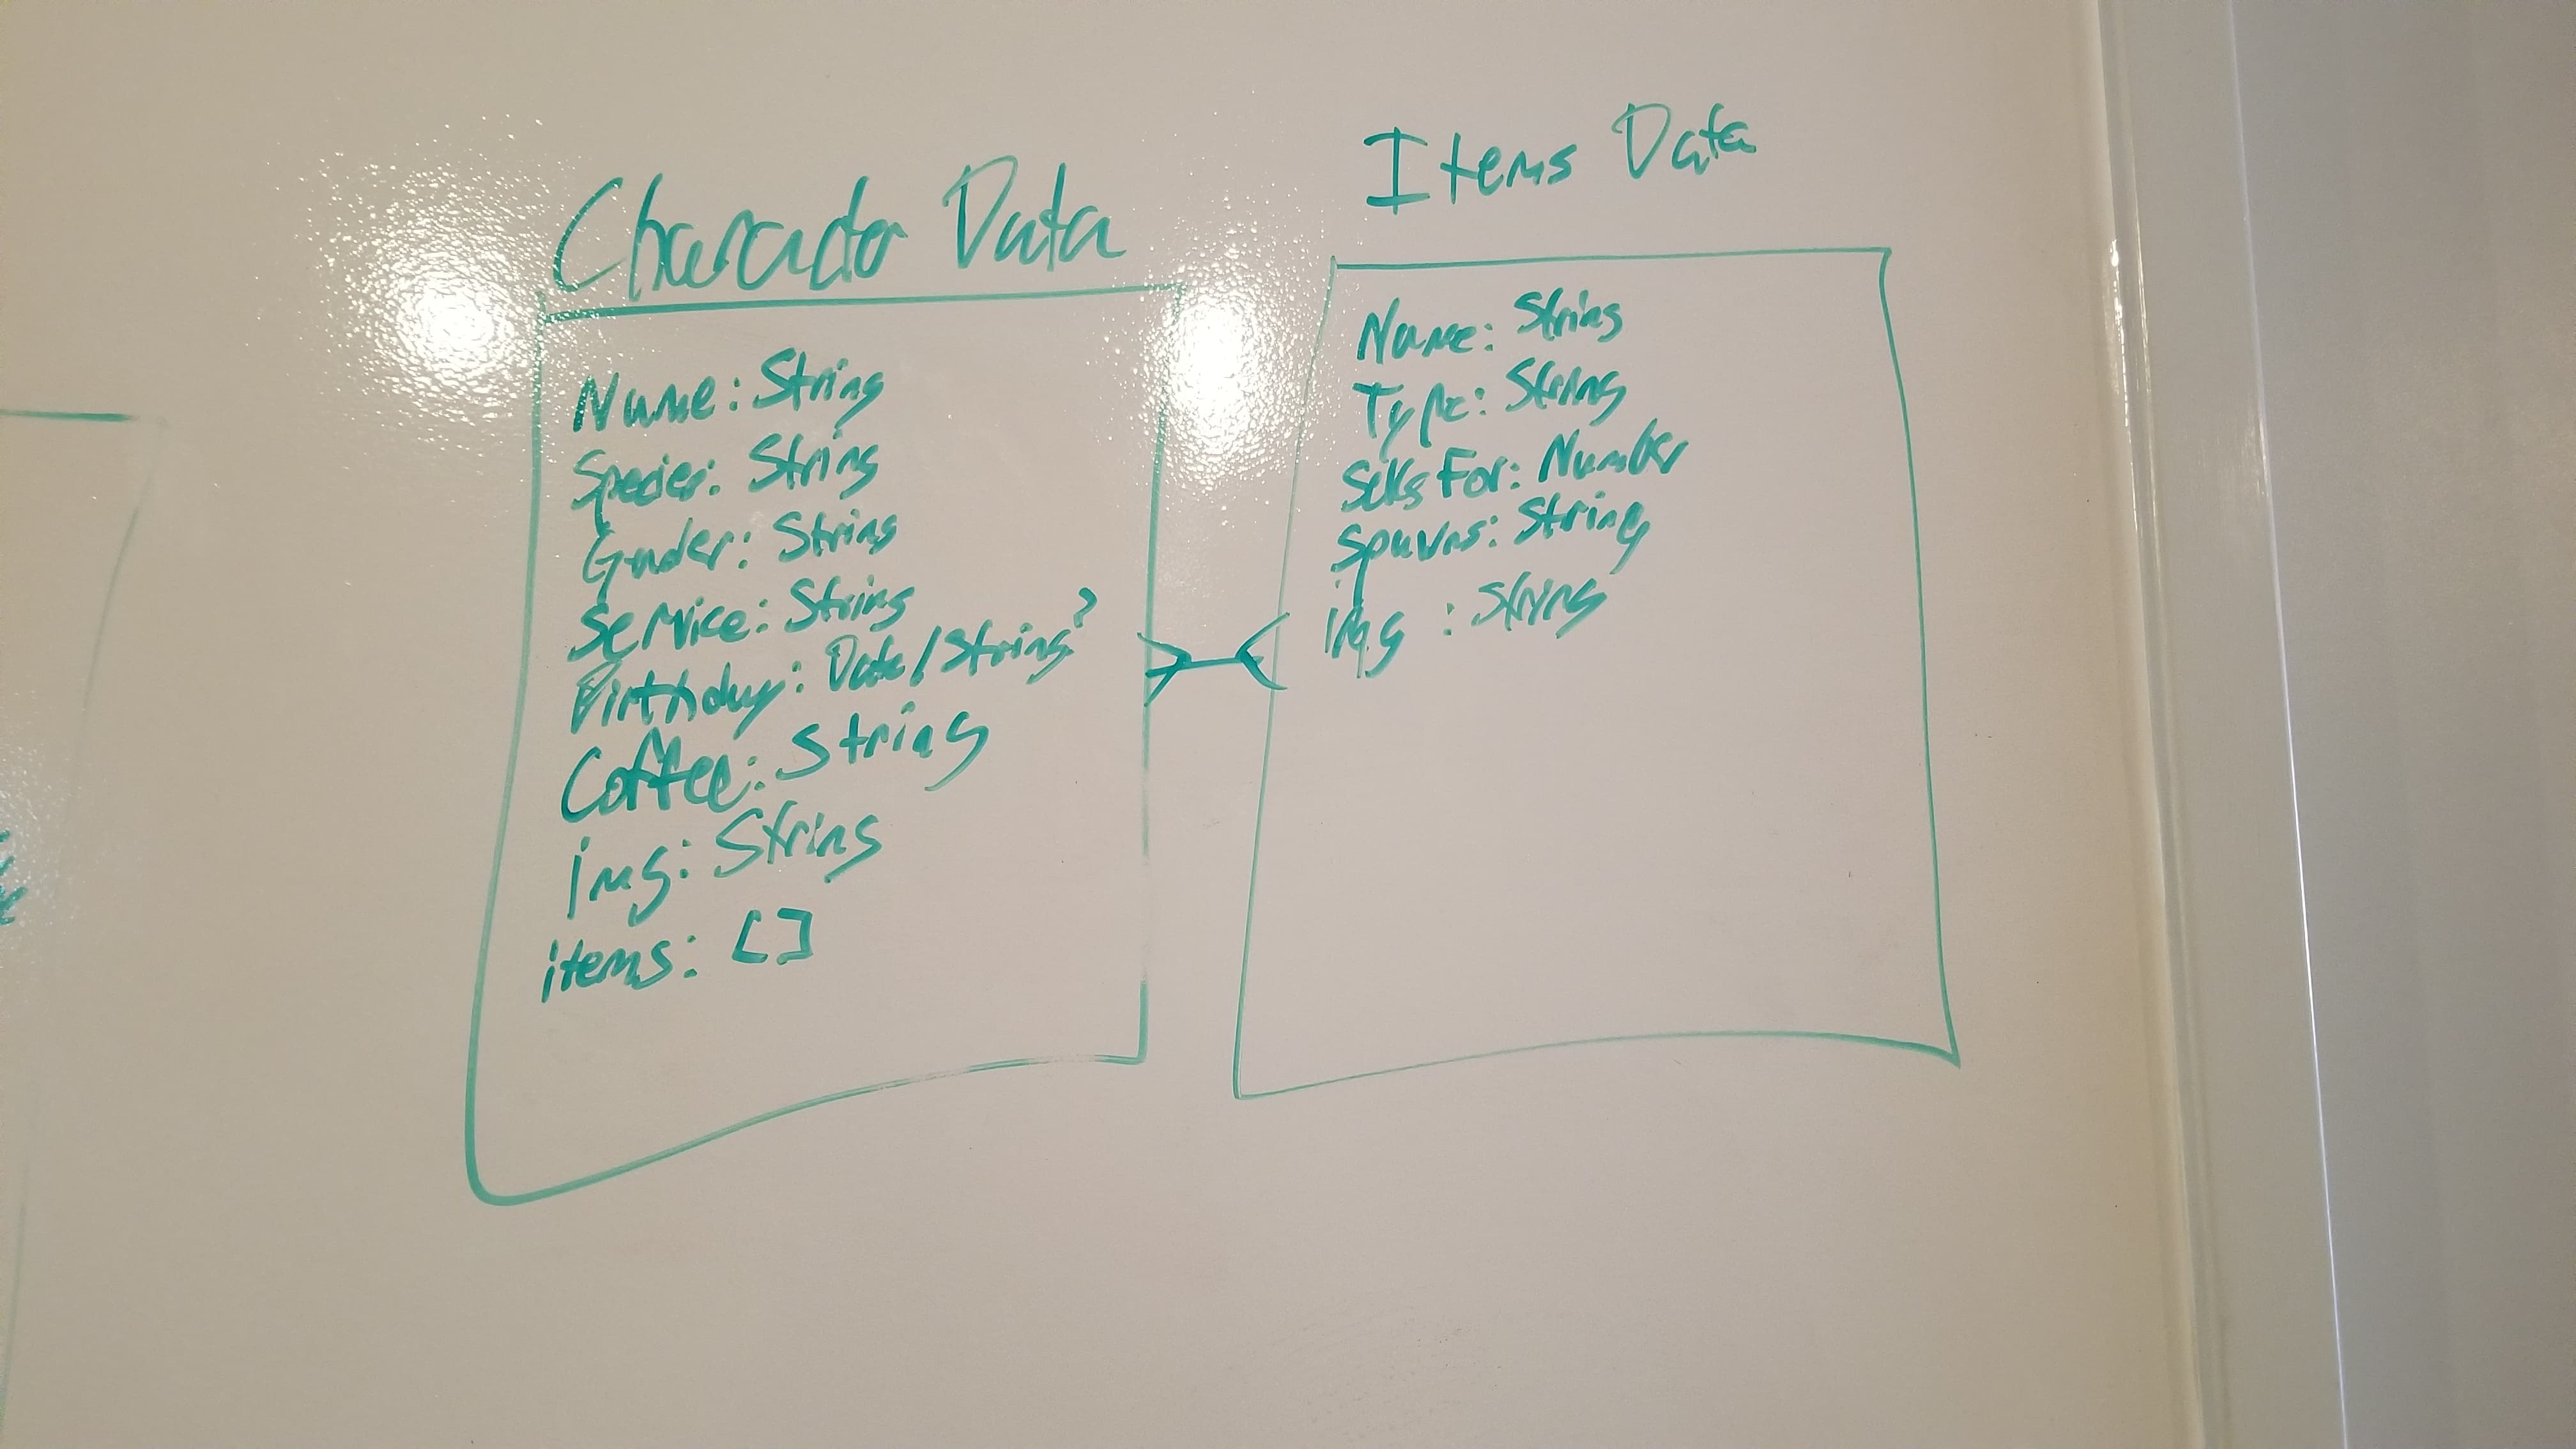 Character Data
Name: String
Species: String
Gender: String
Service: String
Birthday: Date/String?
Coffee: String
img: String
items: []
Items Data
Name: String
Type: String
Sells For: Number
Spawns: String
img: String